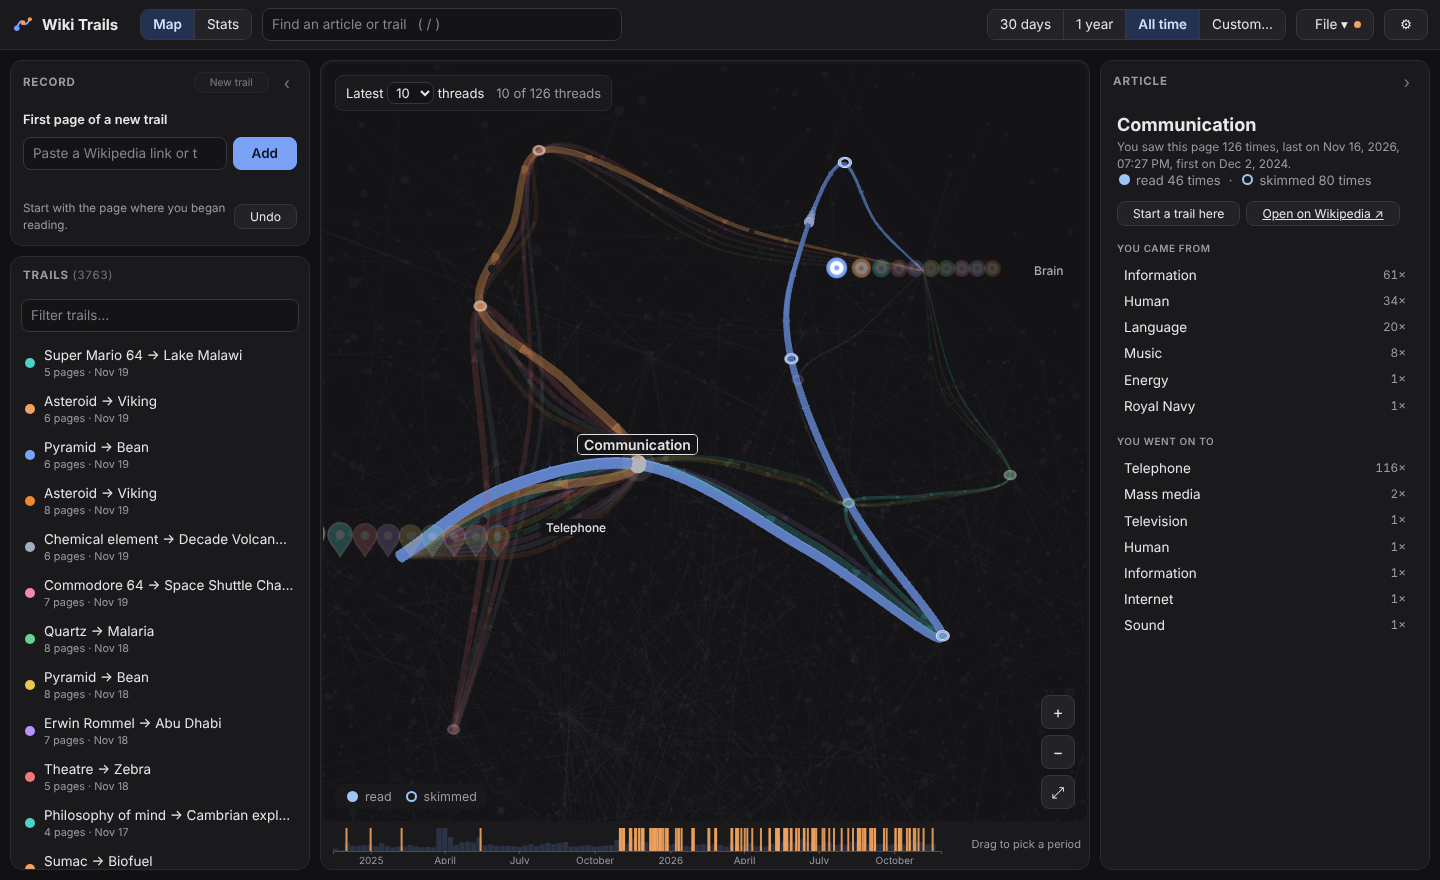 Wiki Trails
Map
Stats
Find an article or trail ( / )
30 days
1 year
All time
Custom...
File ▾
RECORD
New trail
First page of a new trail
Paste a Wikipedia link or t
Add
Start with the page where you began
reading.
Undo
TRAILS (3763)
Filter trails...
Super Mario 64 → Lake Malawi
5 pages · Nov 19
Asteroid → Viking
6 pages · Nov 19
Pyramid → Bean
6 pages · Nov 19
Asteroid → Viking
8 pages · Nov 19
Chemical element → Decade Volcan...
6 pages · Nov 19
Commodore 64 → Space Shuttle Cha...
7 pages · Nov 19
Quartz → Malaria
8 pages · Nov 18
Pyramid → Bean
8 pages · Nov 18
Erwin Rommel → Abu Dhabi
7 pages · Nov 18
Theatre → Zebra
5 pages · Nov 18
Philosophy of mind → Cambrian expl...
4 pages · Nov 17
Sumac → Biofuel
Latest 10 threads 10 of 126 threads
Brain
Communication
Telephone
read
skimmed
2025
April
July
October
2026
April
July
October
Drag to pick a period
ARTICLE
Communication
You saw this page 126 times, last on Nov 16, 2026,
07:27 PM, first on Dec 2, 2024.
read 46 times · skimmed 80 times
Start a trail here
Open on Wikipedia ↗
YOU CAME FROM
Information 61×
Human 34×
Language 20×
Music 8×
Energy 1×
Royal Navy 1×
YOU WENT ON TO
Telephone 116×
Mass media 2×
Television 1×
Human 1×
Information 1×
Internet 1×
Sound 1×